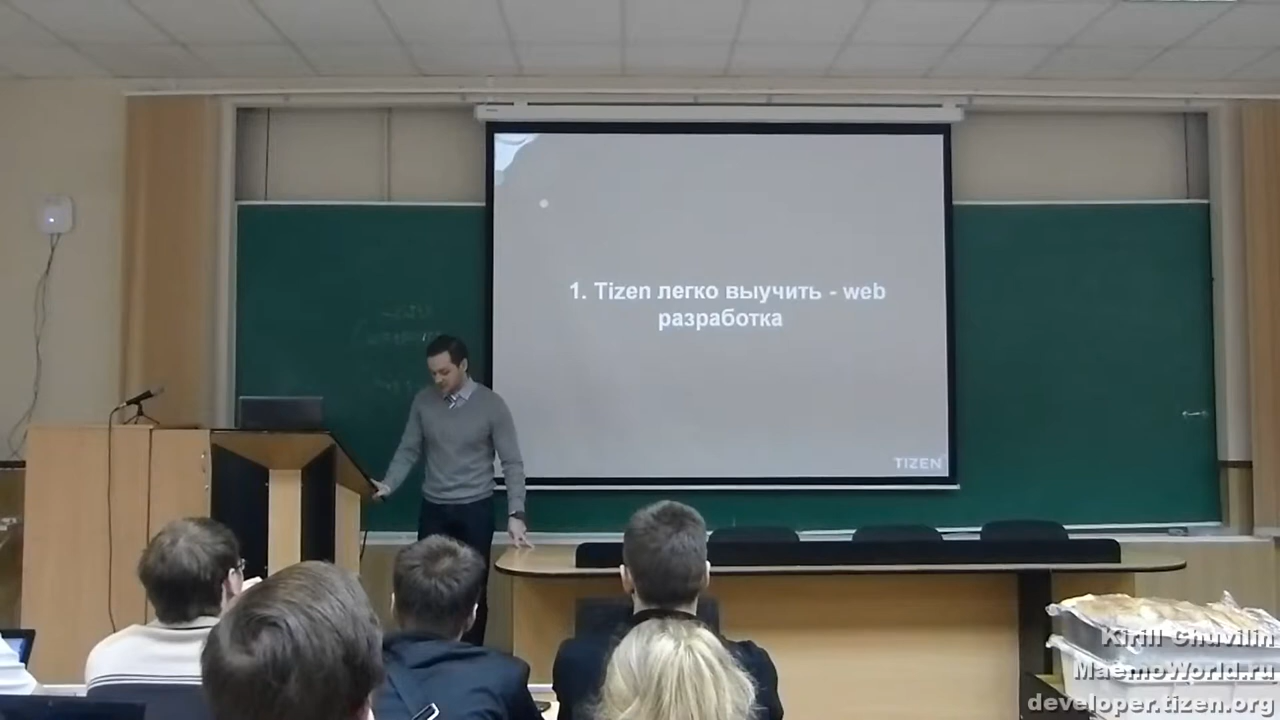 1. Tizen легко выучить - web
разработка
TIZEN
Kirill Chuvilin
MaemoWorld.ru
developer.tizen.org